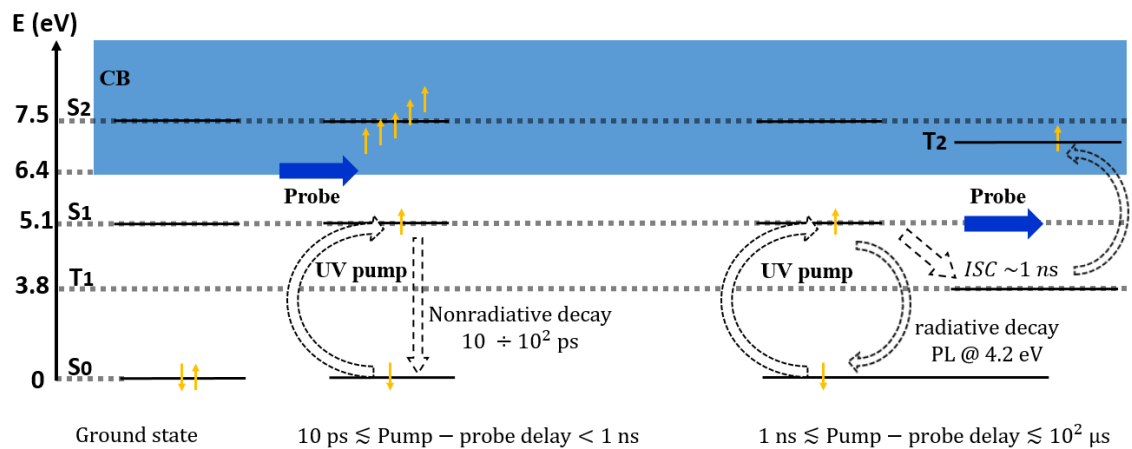 E (eV)
CB
7.5 S2
T2
6.4
Probe
Probe
5.1 S1
UV pump
UV pump
ISC ~1 ns
3.8 T1
Nonradiative decay
10 ÷ 10² ps
radiative decay
PL @ 4.2 eV
0 S0
Ground state
10 ps ≲ Pump − probe delay < 1 ns
1 ns ≲ Pump − probe delay ≲ 10² μs